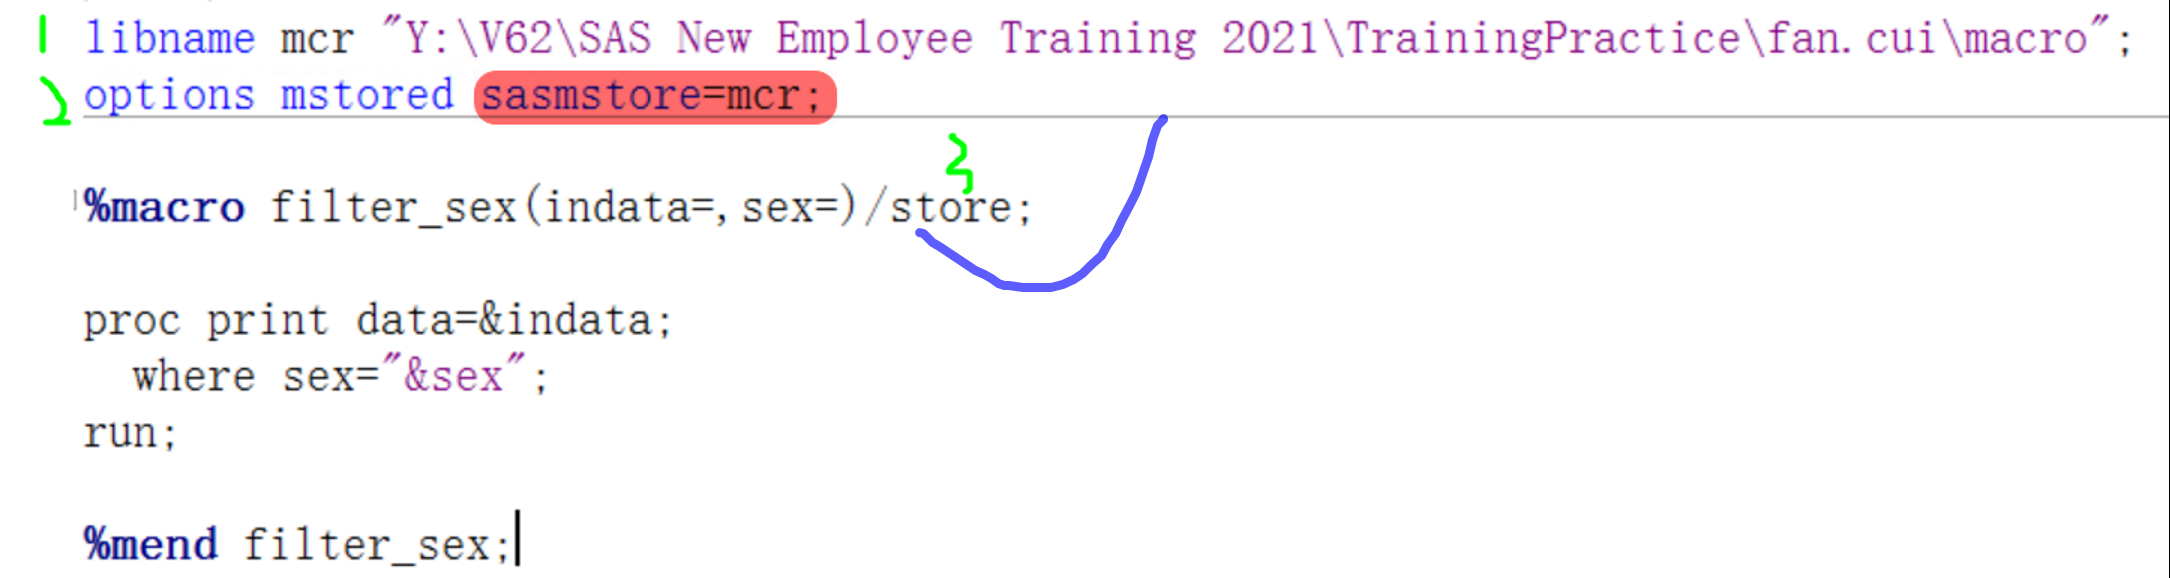 1 libname mcr "Y:\V62\SAS New Employee Training 2021\TrainingPractice\fan.cui\macro";
2 options mstored sasmstore=mcr;
3
%macro filter_sex(indata=,sex=)/store;
proc print data=&indata;
where sex="&sex";
run;
%mend filter_sex;